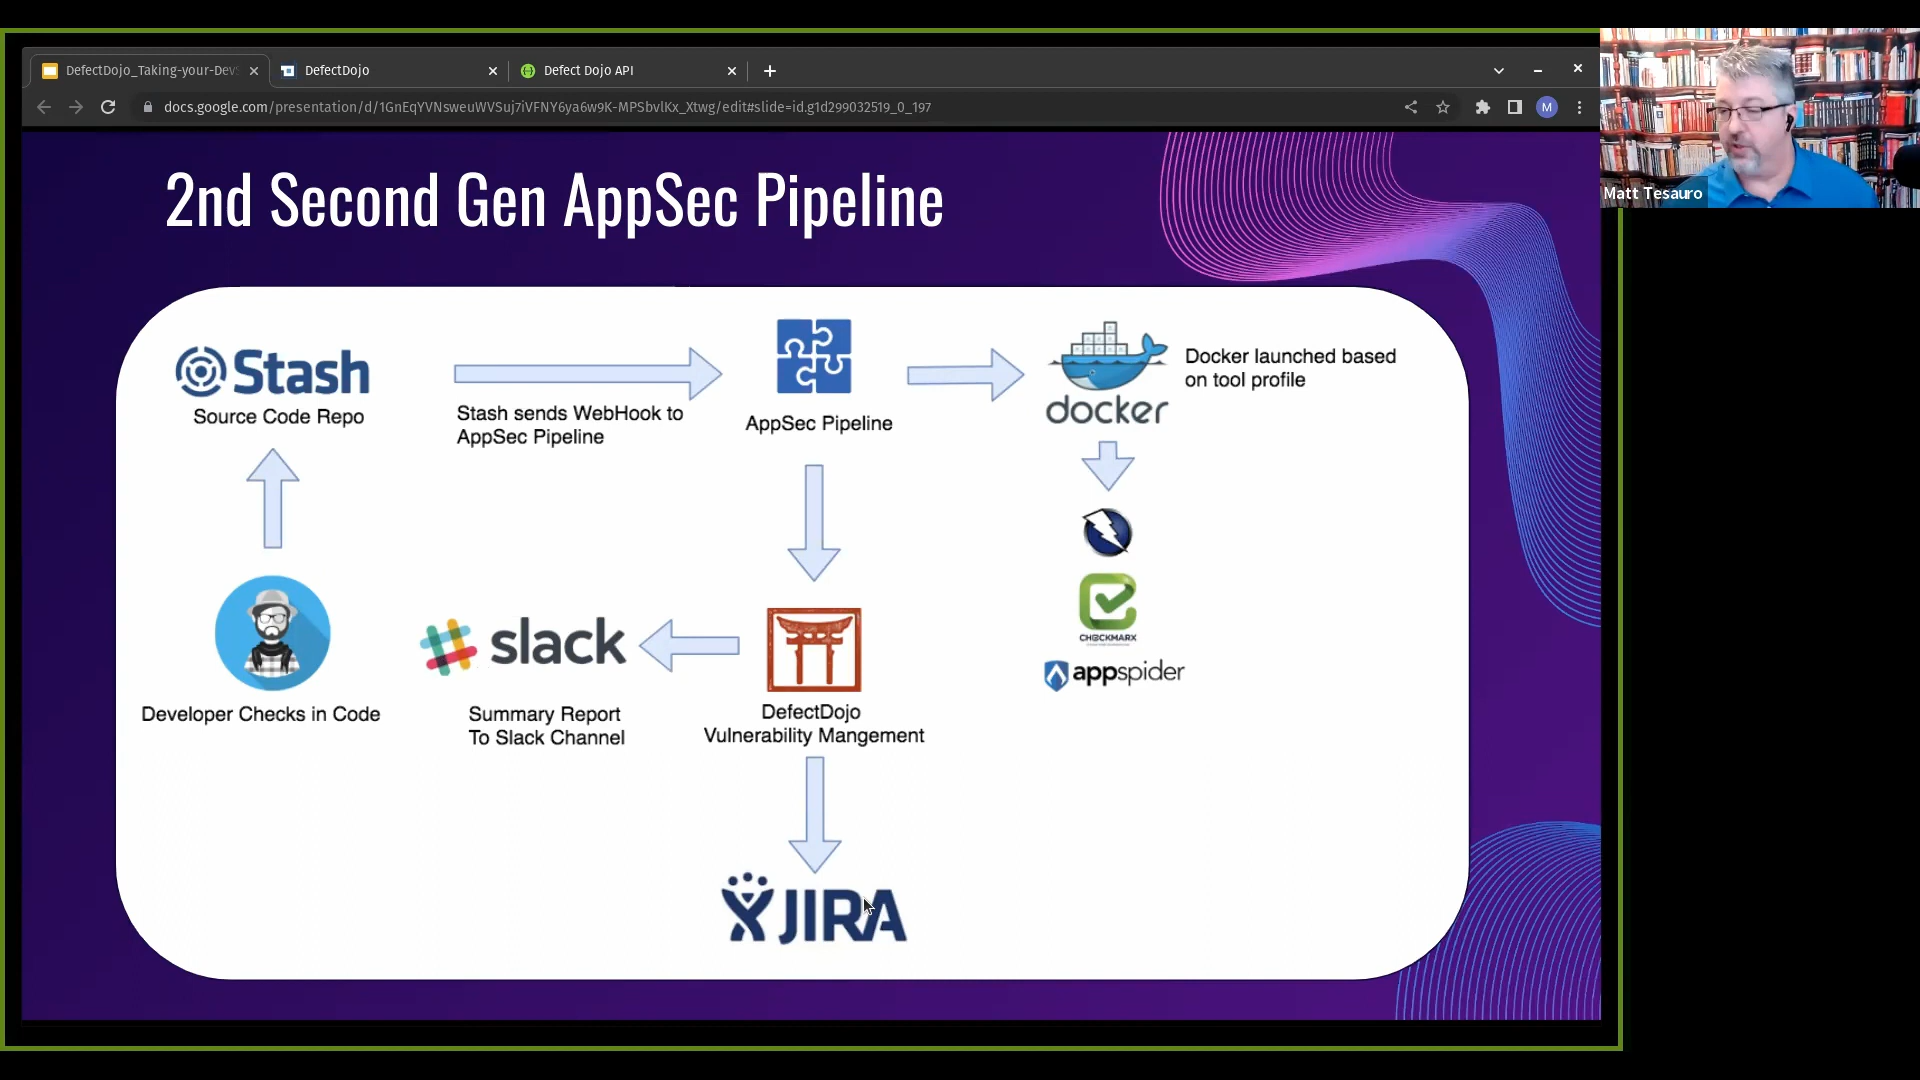 DefectDojo_Taking-your-Devs
DefectDojo
Defect Dojo API
docs.google.com/presentation/d/1GnEqYVNsweuWVSuj7iVFNY6ya6w9K-MPSbvlKx_Xtwg/edit#slide=id.g1d299032519_0_197
M
Matt Tesauro
2nd Second Gen AppSec Pipeline
Stash
Source Code Repo
Stash sends WebHook to
AppSec Pipeline
AppSec Pipeline
docker
Docker launched based
on tool profile
Developer Checks in Code
slack
Summary Report
To Slack Channel
DefectDojo
Vulnerability Mangement
CHECKMARX
appspider
JIRA